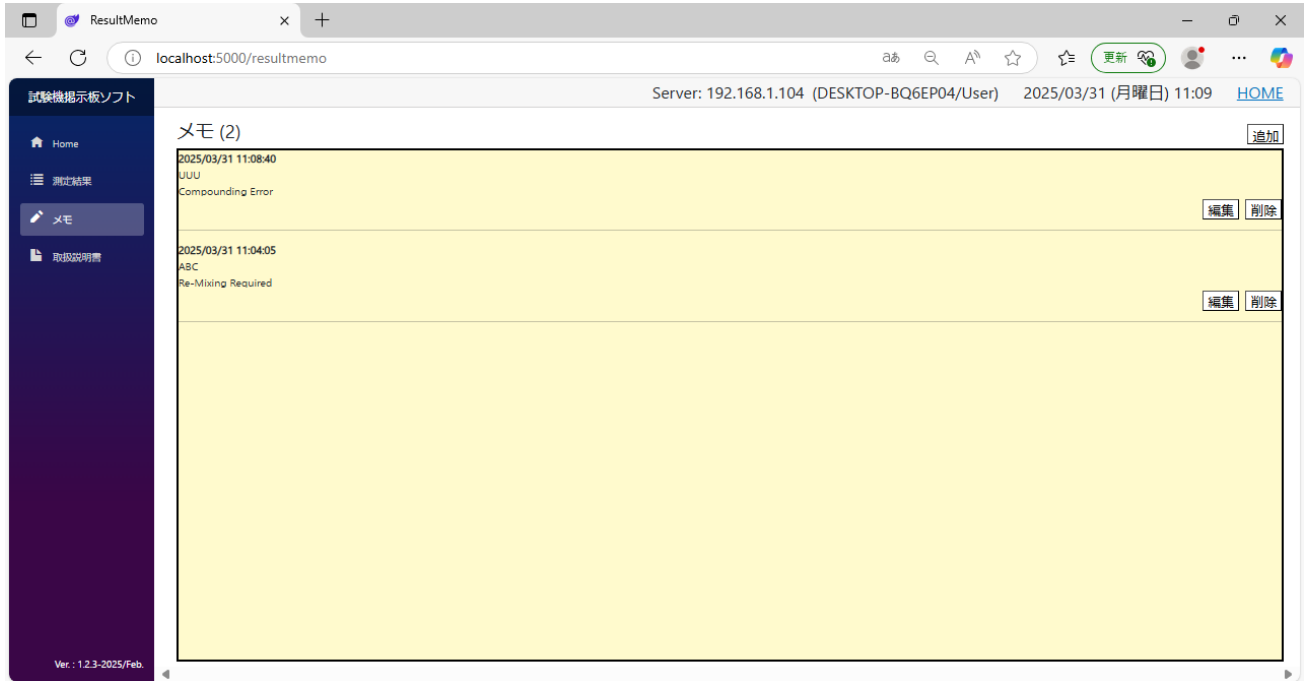 ResultMemo
localhost:5000/resultmemo
aあ
更新
試験機掲示板ソフト
Server: 192.168.1.104 (DESKTOP-BQ6EP04/User) 2025/03/31 (月曜日) 11:09 HOME
Home
測定結果
メモ
取扱説明書
Ver. : 1.2.3-2025/Feb.
メモ (2)
追加
2025/03/31 11:08:40
UUU
Compounding Error
編集 削除
2025/03/31 11:04:05
ABC
Re-Mixing Required
編集 削除